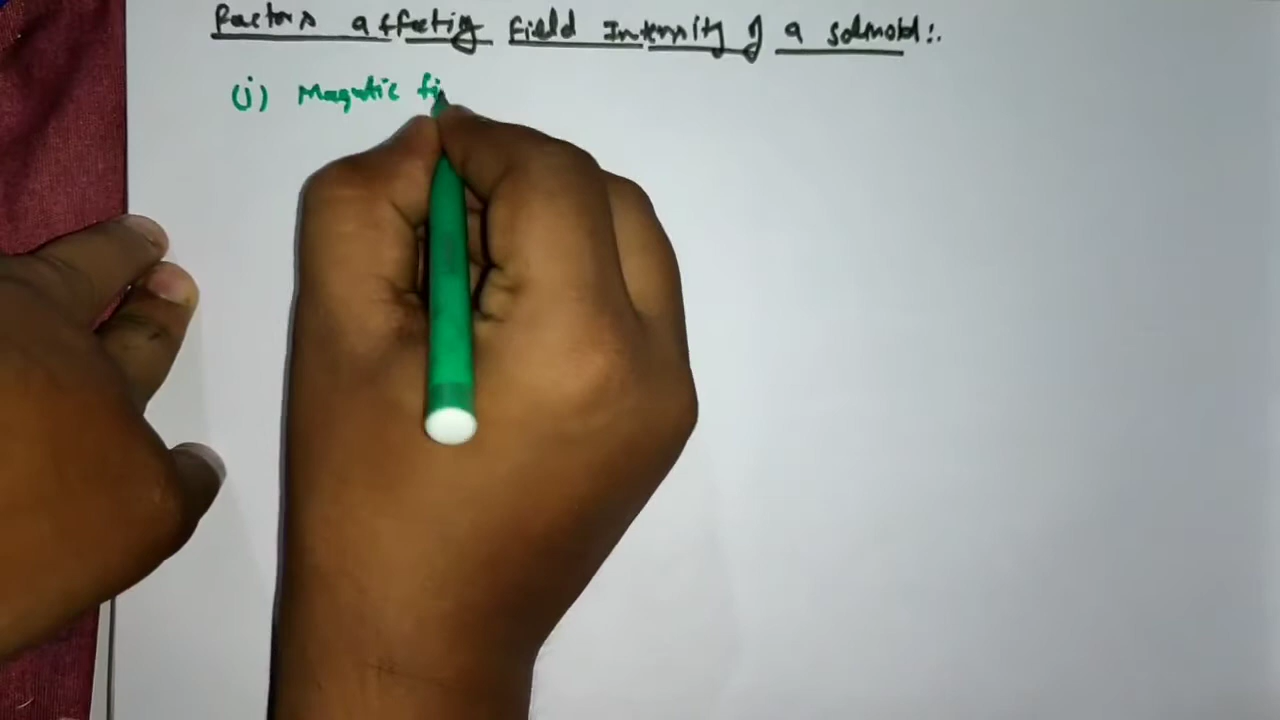 Factors affecting Field Intensity of a solenoid:.
(i) Magnetic fi